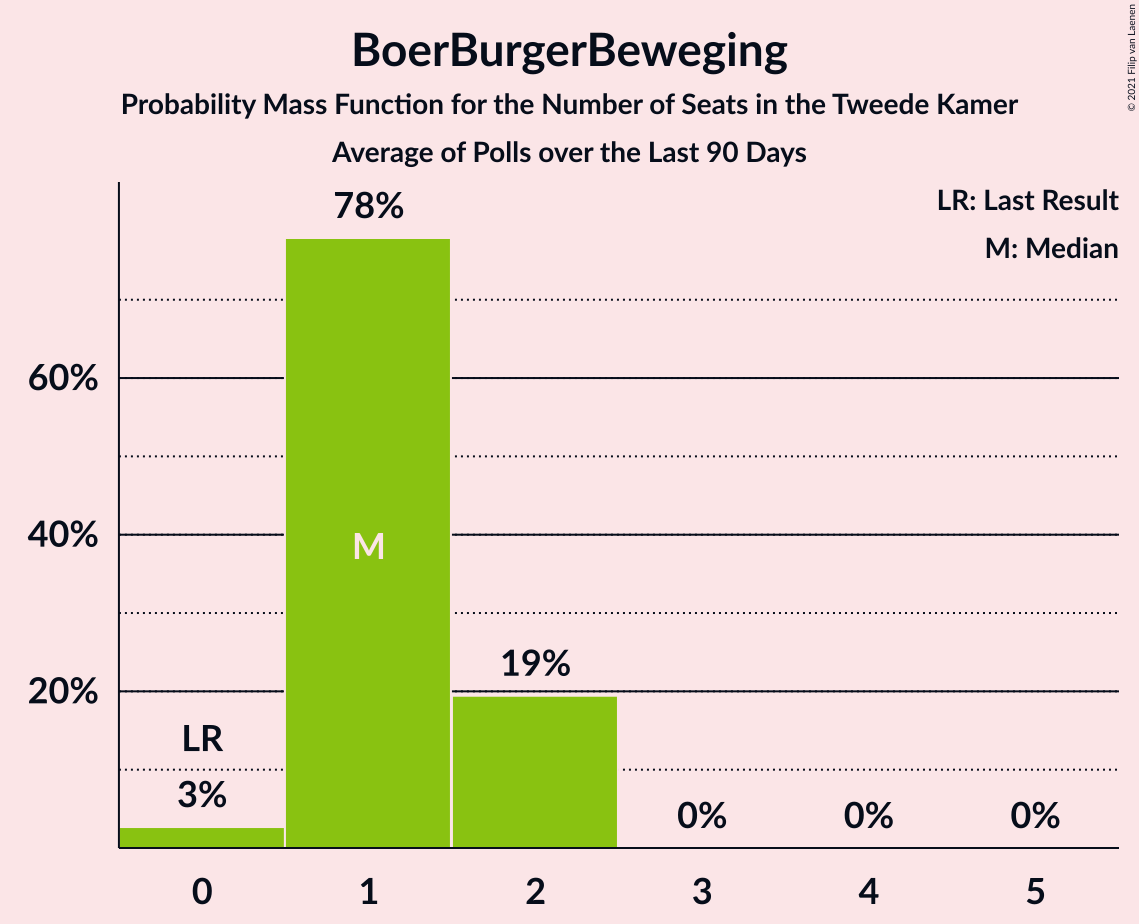 BoerBurgerBeweging
Probability Mass Function for the Number of Seats in the Tweede Kamer
Average of Polls over the Last 90 Days
© 2021 Filip van Laenen
LR: Last Result
M: Median
78%
60%
40%
M
19%
20%
LR
3%
0%
0%
0%
0
1
2
3
4
5